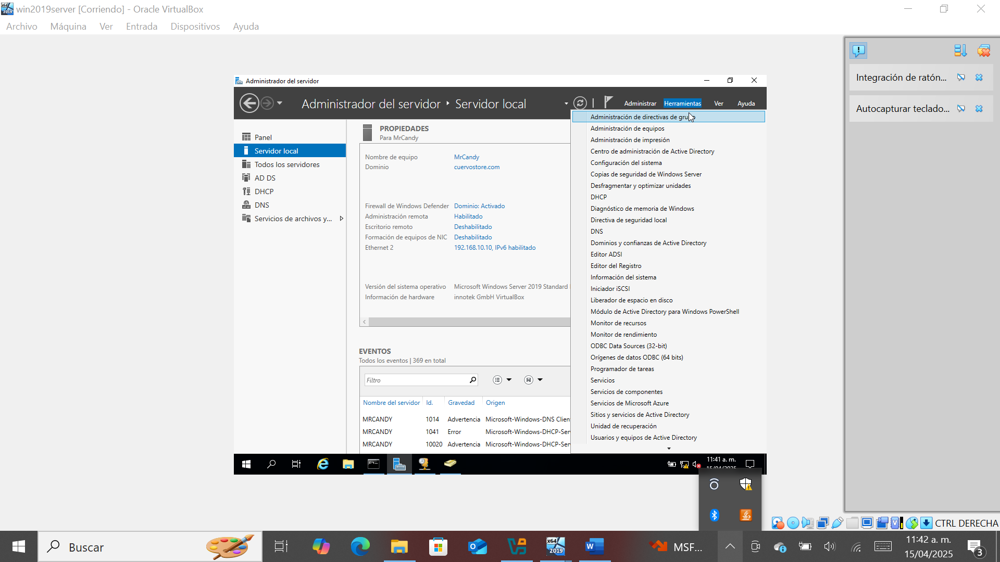 win2019server [Corriendo] - Oracle VirtualBox
Archivo Máquina Ver Entrada Dispositivos Ayuda
Integración de ratón...
Autocapturar teclado...
Administrador del servidor
Administrador del servidor ‣ Servidor local
Administrar Herramientas Ver Ayuda
Panel
Servidor local
Todos los servidores
AD DS
DHCP
DNS
Servicios de archivos y...
PROPIEDADES
Para MrCandy
Nombre de equipo MrCandy
Dominio cuervostore.com
Firewall de Windows Defender Dominio: Activado
Administración remota Habilitado
Escritorio remoto Deshabilitado
Formación de equipos de NIC Deshabilitado
Ethernet 2 192.168.10.10, IPv6 habilitado
Versión del sistema operativo Microsoft Windows Server 2019 Standard
Información de hardware innotek GmbH VirtualBox
EVENTOS
Todos los eventos | 369 en total
Filtro
Nombre del servidor Id. Gravedad Origen
MRCANDY 1014 Advertencia Microsoft-Windows-DNS Clien
MRCANDY 1041 Error Microsoft-Windows-DHCP-Ser
MRCANDY 10020 Advertencia Microsoft-Windows-DHCP-Ser
Administración de directivas de grupo
Administración de equipos
Administración de impresión
Centro de administración de Active Directory
Configuración del sistema
Copias de seguridad de Windows Server
Desfragmentar y optimizar unidades
DHCP
Diagnóstico de memoria de Windows
Directiva de seguridad local
DNS
Dominios y confianzas de Active Directory
Editor ADSI
Editor del Registro
Información del sistema
Iniciador iSCSI
Liberador de espacio en disco
Módulo de Active Directory para Windows PowerShell
Monitor de recursos
Monitor de rendimiento
ODBC Data Sources (32-bit)
Orígenes de datos ODBC (64 bits)
Programador de tareas
Servicios
Servicios de componentes
Servicios de Microsoft Azure
Sitios y servicios de Active Directory
Unidad de recuperación
Usuarios y equipos de Active Directory
11:41 a. m.
15/04/2025
CTRL DERECHA
Buscar
x64
2019
MSF...
11:42 a. m.
15/04/2025
3